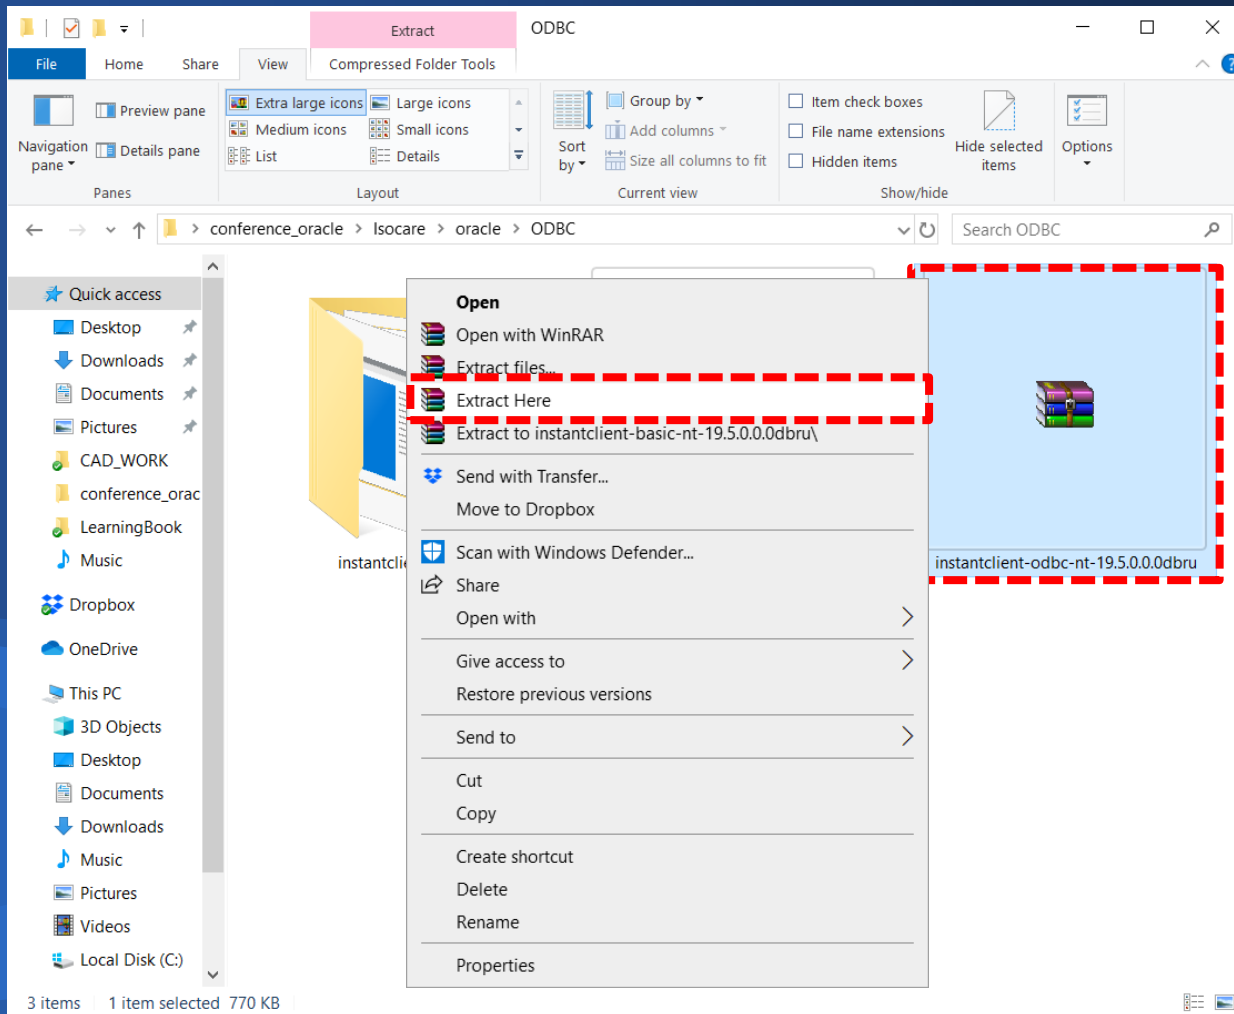 Extract
ODBC
File
Home
Share
View
Compressed Folder Tools
Preview pane
Details pane
Navigation
pane
Panes
Extra large icons
Large icons
Medium icons
Small icons
List
Details
Layout
Sort
by
Group by
Add columns
Size all columns to fit
Current view
Item check boxes
File name extensions
Hidden items
Hide selected
items
Show/hide
Options
conference_oracle > Isocare > oracle > ODBC
Search ODBC
Quick access
Desktop
Downloads
Documents
Pictures
CAD_WORK
conference_orac
LearningBook
Music
Dropbox
OneDrive
This PC
3D Objects
Desktop
Documents
Downloads
Music
Pictures
Videos
Local Disk (C:)
instantclie
instantclient-odbc-nt-19.5.0.0.0dbru
Open
Open with WinRAR
Extract files...
Extract Here
Extract to instantclient-basic-nt-19.5.0.0.0dbru\
Send with Transfer...
Move to Dropbox
Scan with Windows Defender...
Share
Open with
Give access to
Restore previous versions
Send to
Cut
Copy
Create shortcut
Delete
Rename
Properties
3 items
1 item selected 770 KB